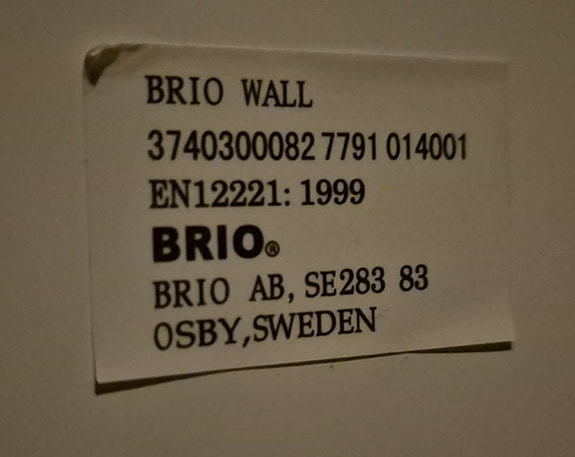 BRIO WALL
3740300082 7791 014001
EN12221: 1999
BRIO®
BRIO AB, SE283 83
OSBY,SWEDEN